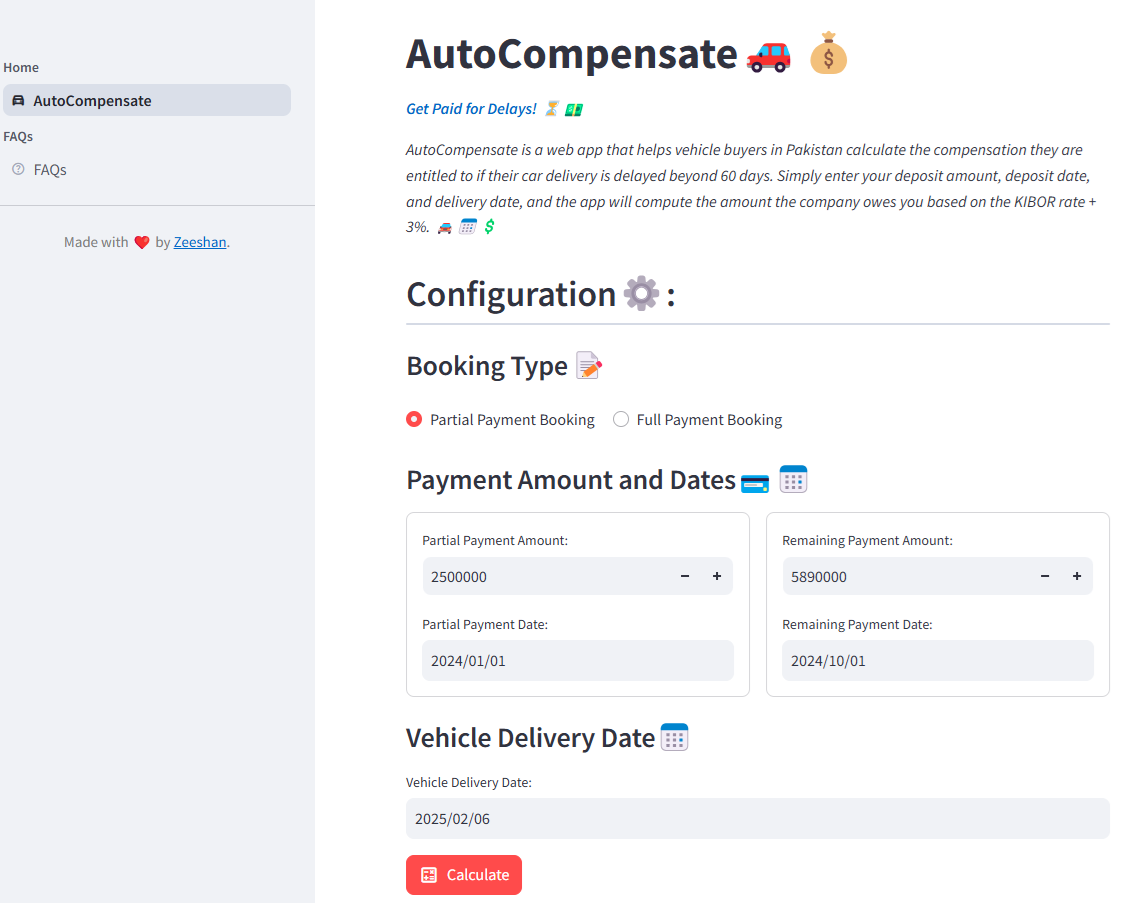 Home
AutoCompensate
FAQs
FAQs
Made with ❤️ by Zeeshan.
AutoCompensate 🚗 💰
Get Paid for Delays! ⏳ 💵
AutoCompensate is a web app that helps vehicle buyers in Pakistan calculate the compensation they are
entitled to if their car delivery is delayed beyond 60 days. Simply enter your deposit amount, deposit date,
and delivery date, and the app will compute the amount the company owes you based on the KIBOR rate +
3%. 🚗 📅 💲
Configuration ⚙️ :
Booking Type 📝
Partial Payment Booking Full Payment Booking
Payment Amount and Dates 💳 📅
Partial Payment Amount:
2500000 − +
Partial Payment Date:
2024/01/01
Remaining Payment Amount:
5890000 − +
Remaining Payment Date:
2024/10/01
Vehicle Delivery Date 📅
Vehicle Delivery Date:
2025/02/06
Calculate